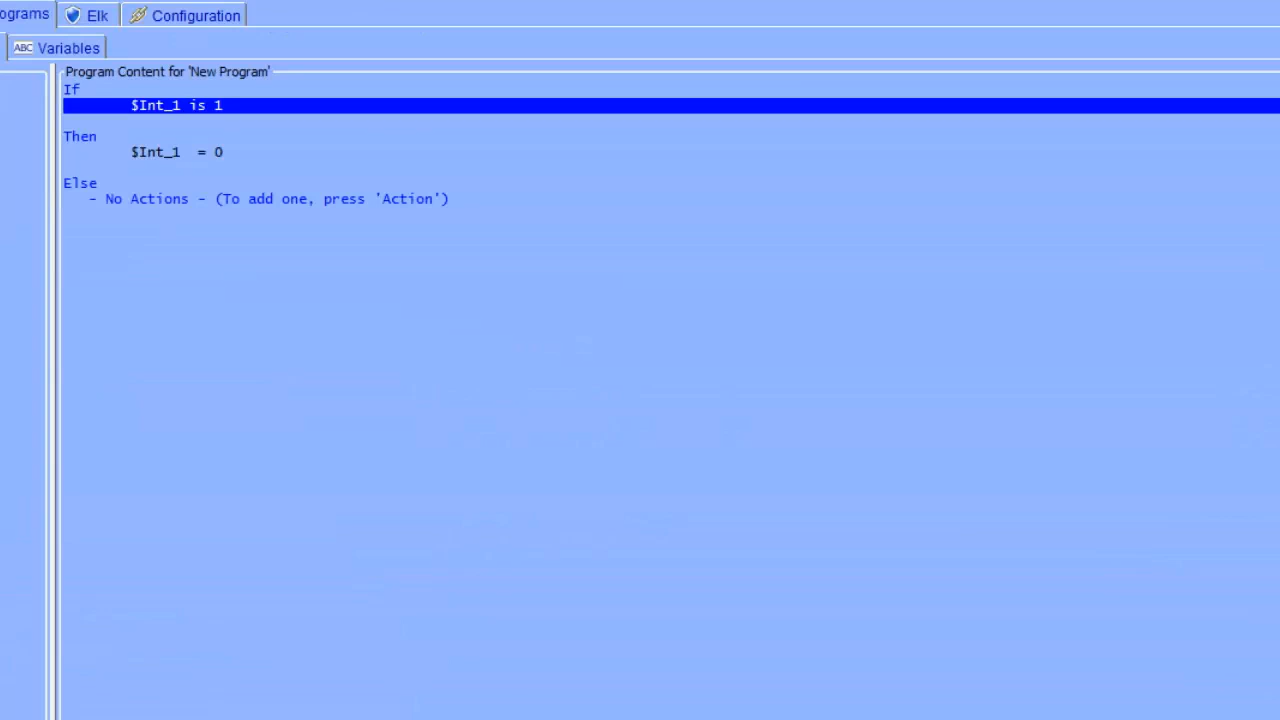 ograms Elk Configuration
ABC Variables
Program Content for 'New Program'
If
$Int_1 is 1
Then
$Int_1 = 0
Else
- No Actions - (To add one, press 'Action')